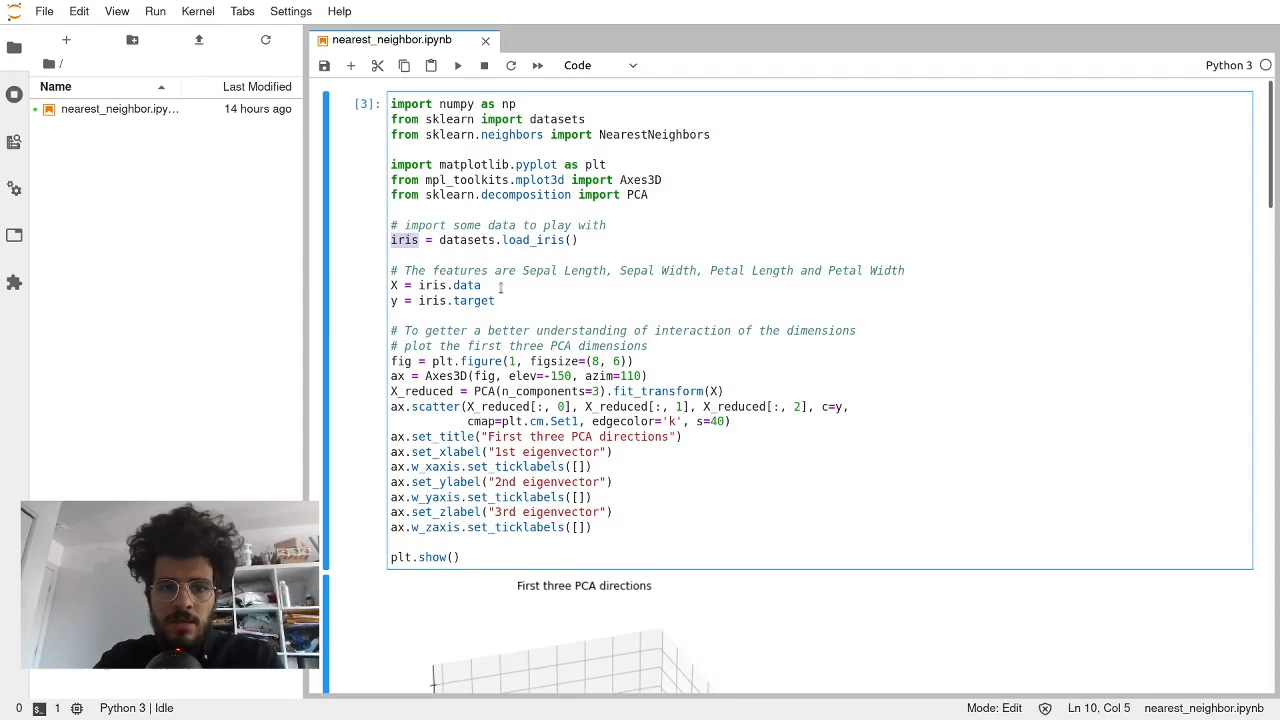 File Edit View Run Kernel Tabs Settings Help
nearest_neighbor.ipynb
/
Code
Python 3
Name Last Modified
nearest_neighbor.ipy… 14 hours ago
[3]:
import numpy as np
from sklearn import datasets
from sklearn.neighbors import NearestNeighbors
import matplotlib.pyplot as plt
from mpl_toolkits.mplot3d import Axes3D
from sklearn.decomposition import PCA
# import some data to play with
iris = datasets.load_iris()
# The features are Sepal Length, Sepal Width, Petal Length and Petal Width
X = iris.data
y = iris.target
# To getter a better understanding of interaction of the dimensions
# plot the first three PCA dimensions
fig = plt.figure(1, figsize=(8, 6))
ax = Axes3D(fig, elev=-150, azim=110)
X_reduced = PCA(n_components=3).fit_transform(X)
ax.scatter(X_reduced[:, 0], X_reduced[:, 1], X_reduced[:, 2], c=y,
cmap=plt.cm.Set1, edgecolor='k', s=40)
ax.set_title("First three PCA directions")
ax.set_xlabel("1st eigenvector")
ax.w_xaxis.set_ticklabels([])
ax.set_ylabel("2nd eigenvector")
ax.w_yaxis.set_ticklabels([])
ax.set_zlabel("3rd eigenvector")
ax.w_zaxis.set_ticklabels([])
plt.show()
First three PCA directions
0 1 Python 3 | Idle
Mode: Edit Ln 10, Col 5 nearest_neighbor.ipynb